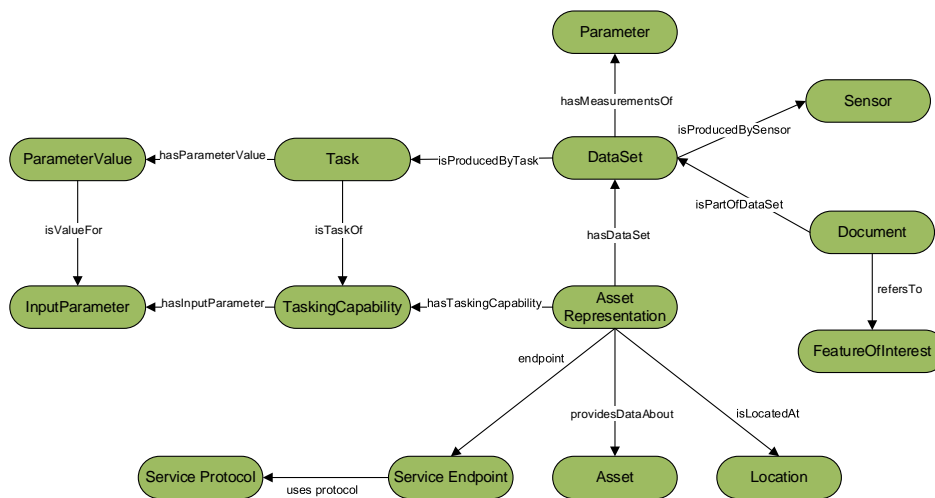 Parameter
hasMeasurementsOf
Sensor
isProducedBySensor
ParameterValue
hasParameterValue
Task
isProducedByTask
DataSet
isPartOfDataSet
isValueFor
isTaskOf
hasDataSet
Document
refersTo
InputParameter
hasInputParameter
TaskingCapability
hasTaskingCapability
Asset
Representation
FeatureOfInterest
endpoint
providesDataAbout
isLocatedAt
Service Protocol
uses protocol
Service Endpoint
Asset
Location